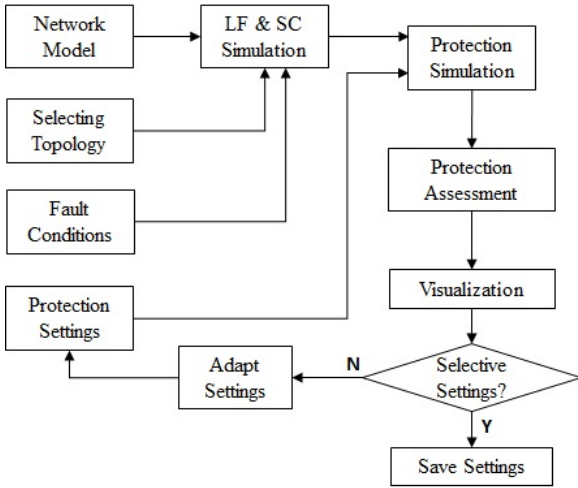 Network
Model
LF & SC
Simulation
Protection
Simulation
Selecting
Topology
Fault
Conditions
Protection
Assessment
Visualization
Protection
Settings
Adapt
Settings
N
Selective
Settings?
Y
Save Settings